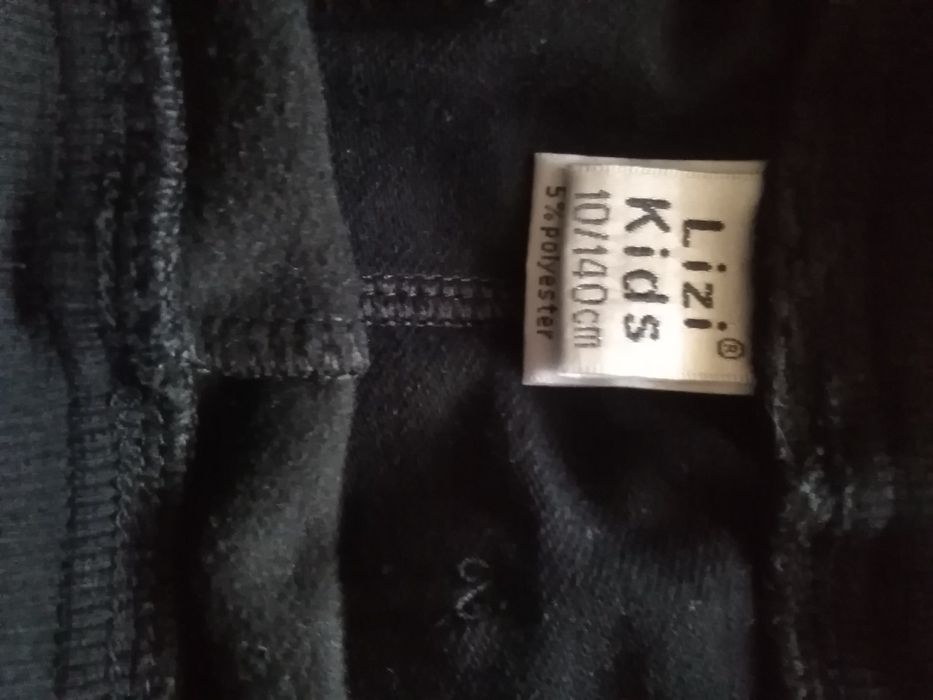 Lizi®
Kids
10/140cm
5%polyester